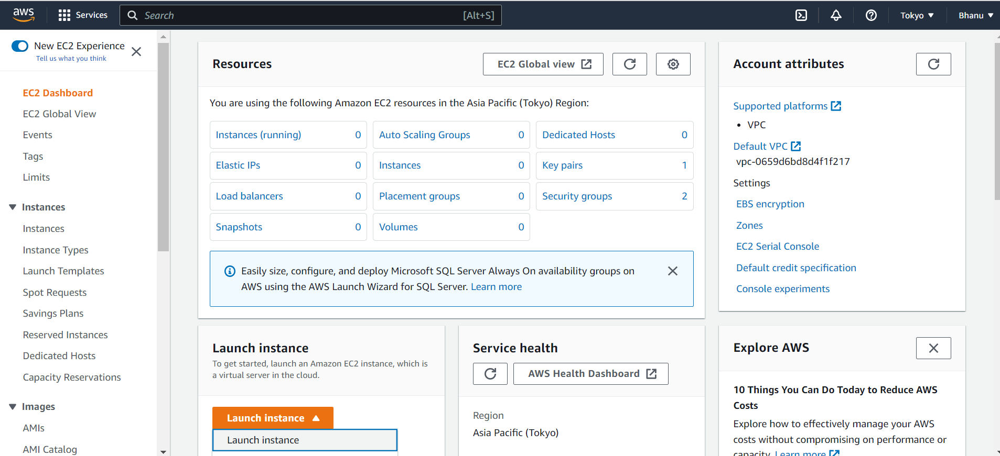 aws
Services
Search
[Alt+S]
Tokyo ▼
Bhanu ▼
New EC2 Experience
Tell us what you think
EC2 Dashboard
EC2 Global View
Events
Tags
Limits
Instances
Instances
Instance Types
Launch Templates
Spot Requests
Savings Plans
Reserved Instances
Dedicated Hosts
Capacity Reservations
Images
AMIs
AMI Catalog
Resources
EC2 Global view
You are using the following Amazon EC2 resources in the Asia Pacific (Tokyo) Region:
Instances (running) 0
Auto Scaling Groups 0
Dedicated Hosts 0
Elastic IPs 0
Instances 0
Key pairs 1
Load balancers 0
Placement groups 0
Security groups 2
Snapshots 0
Volumes 0
Easily size, configure, and deploy Microsoft SQL Server Always On availability groups on
AWS using the AWS Launch Wizard for SQL Server. Learn more
Launch instance
To get started, launch an Amazon EC2 instance, which is
a virtual server in the cloud.
Launch instance
Launch instance
Service health
AWS Health Dashboard
Region
Asia Pacific (Tokyo)
Account attributes
Supported platforms
• VPC
Default VPC
vpc-0659d6bd8d4f1f217
Settings
EBS encryption
Zones
EC2 Serial Console
Default credit specification
Console experiments
Explore AWS
10 Things You Can Do Today to Reduce AWS
Costs
Explore how to effectively manage your AWS
costs without compromising on performance or
capacity. Learn more